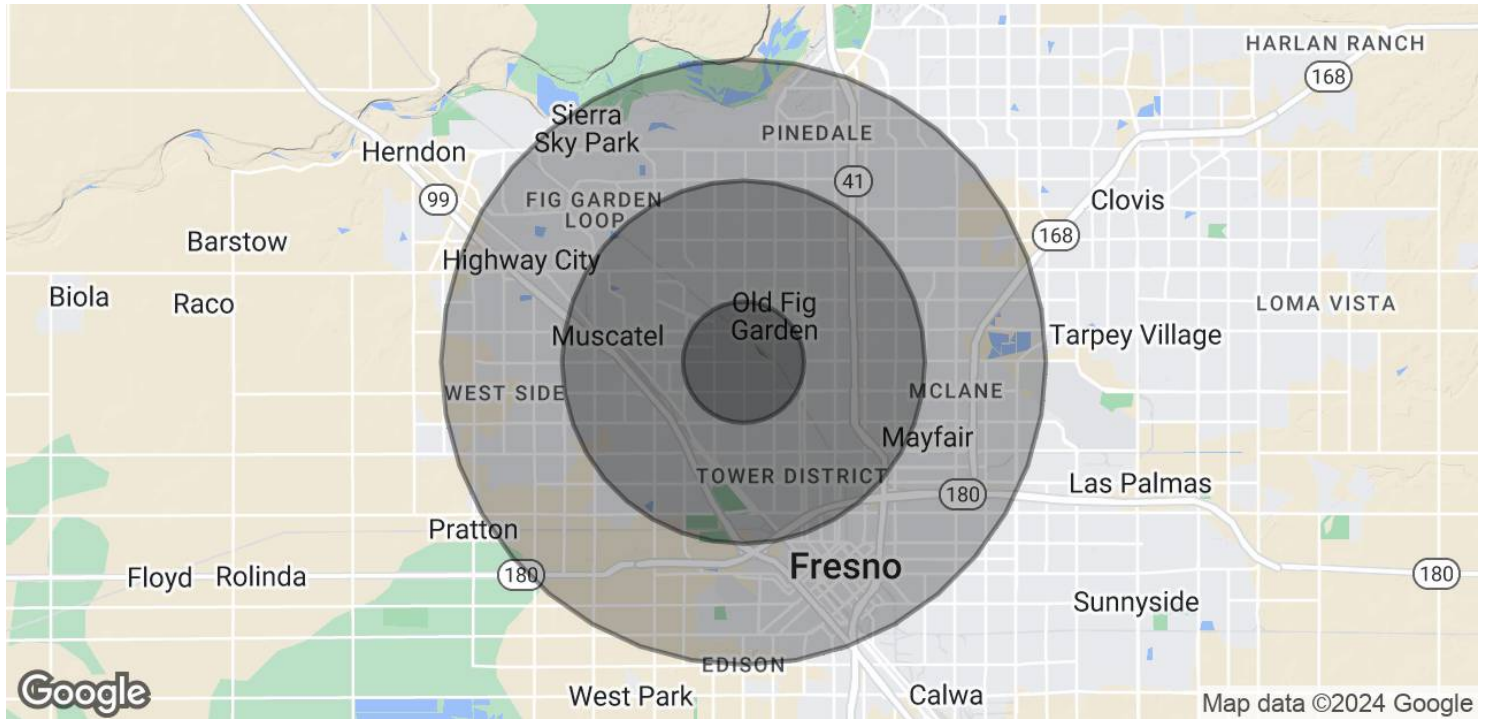 HARLAN RANCH
168
Sierra
Sky Park
PINEDALE
Herndon
41
99
FIG GARDEN
LOOP
Clovis
168
Barstow
Highway City
Biola
Raco
Old Fig
Garden
LOMA VISTA
Muscatel
Tarpey Village
WEST SIDE
MCLANE
Mayfair
TOWER DISTRICT
180
Las Palmas
Pratton
Fresno
Floyd
Rolinda
180
180
Sunnyside
EDISON
West Park
Calwa
Google
Map data ©2024 Google